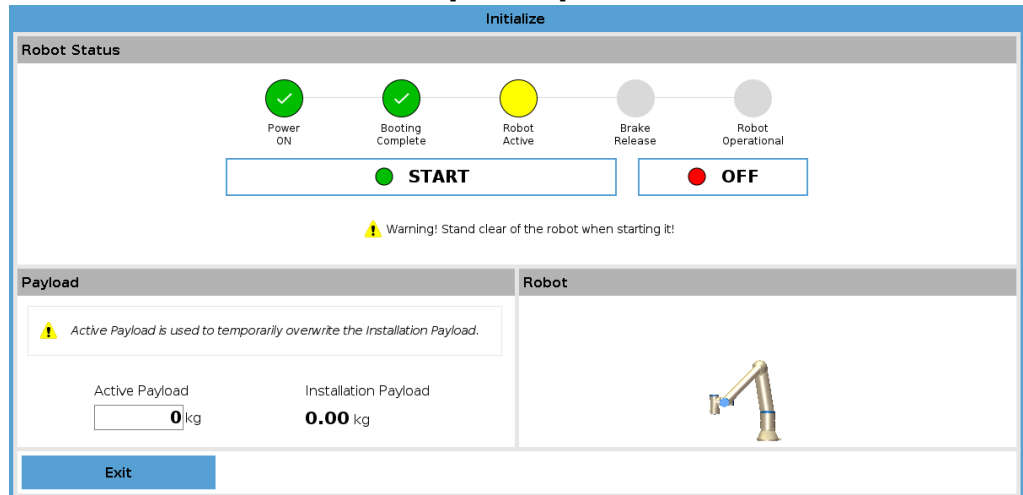 Initialize
Robot Status
Power
ON
Booting
Complete
Robot
Active
Brake
Release
Robot
Operational
START
OFF
Warning! Stand clear of the robot when starting it!
Payload
Robot
Active Payload is used to temporarily overwrite the Installation Payload.
Active Payload
Installation Payload
0 kg
0.00 kg
Exit